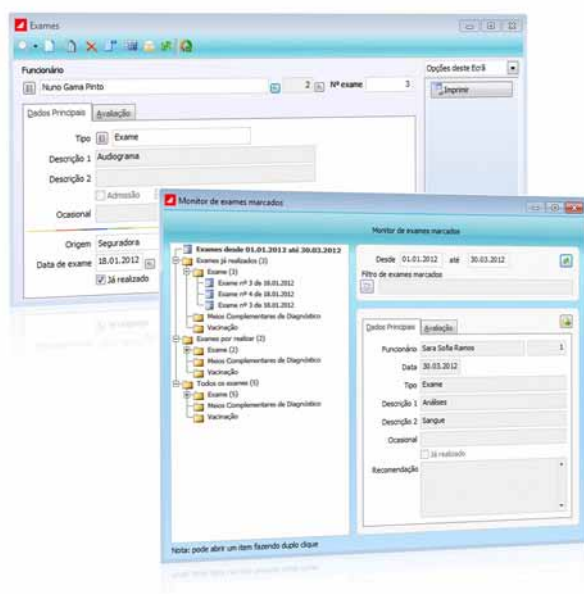 Exames
Funcionário
Nuno Gama Pinto
2
Nº exame
3
Opções deste Ecrã
Imprimir
Dados Principais
Avaliação
Tipo
Exame
Descrição 1
Audiograma
Descrição 2
Admissão
Ocasional
Origem
Seguradora
Data de exame
18.01.2012
Já realizado
Monitor de exames marcados
Monitor de exames marcados
Exames desde 01.01.2012 até 30.03.2012
Exames já realizados (3)
Exame (3)
Exame nº 3 de 18.01.2012
Exame nº 4 de 18.01.2012
Exame nº 3 de 18.01.2012
Meios Complementares de Diagnóstico
Vacinação
Exames por realizar (2)
Exame (2)
Meios Complementares de Diagnóstico
Vacinação
Todos os exames (5)
Exame (5)
Meios Complementares de Diagnóstico
Vacinação
Desde 01.01.2012 até 30.03.2012
Filtro de exames marcados
Dados Principais
Avaliação
Funcionário Sara Sofia Ramos 1
Data 30.03.2012
Tipo Exame
Descrição 1 Análises
Descrição 2 Sangue
Ocasional
Já realizado
Recomendação
Nota: pode abrir um item fazendo duplo clique